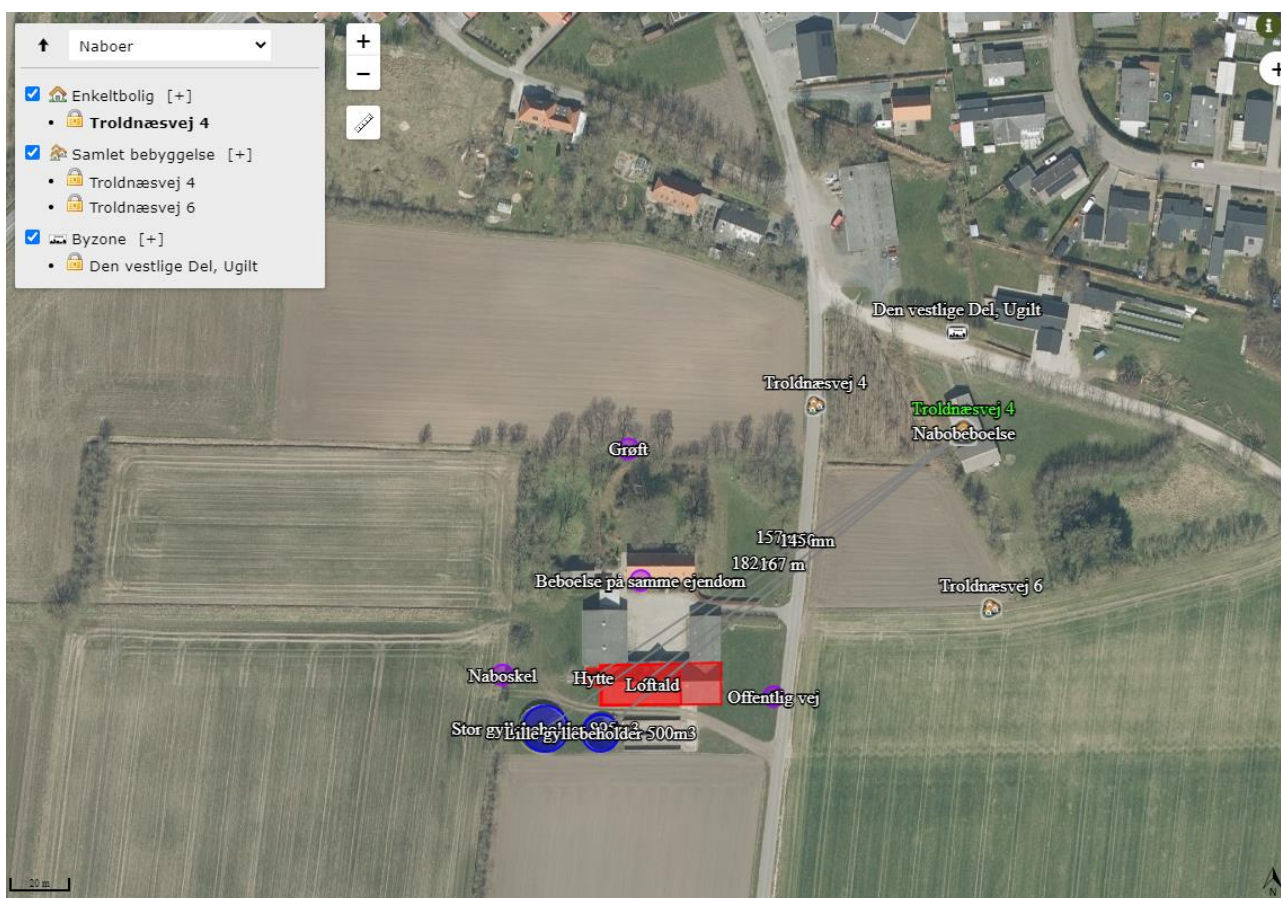 Naboer
Enkeltbolig [+]
Troldnæsvej 4
Samlet bebyggelse [+]
Troldnæsvej 4
Troldnæsvej 6
Byzone [+]
Den vestlige Del, Ugilt
+
−
i
+
Den vestlige Del, Ugilt
Troldnæsvej 4
Troldnæsvej 4
Nabobeboelse
Grøft
167 m
Beboelse på samme ejendom
Troldnæsvej 6
Naboskel
Hytte
Loftald
Offentlig vej
Stor
Lille gyllebeholder 500m3
20 m
N